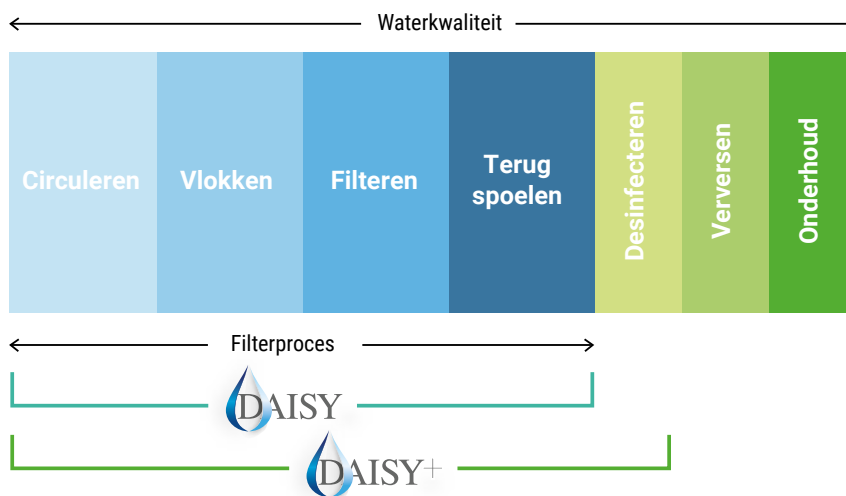 Waterkwaliteit
Circuleren
Vlokken
Filteren
Terug
spoelen
Desinfecteren
Verversen
Onderhoud
Filterproces
DAISY
DAISY+